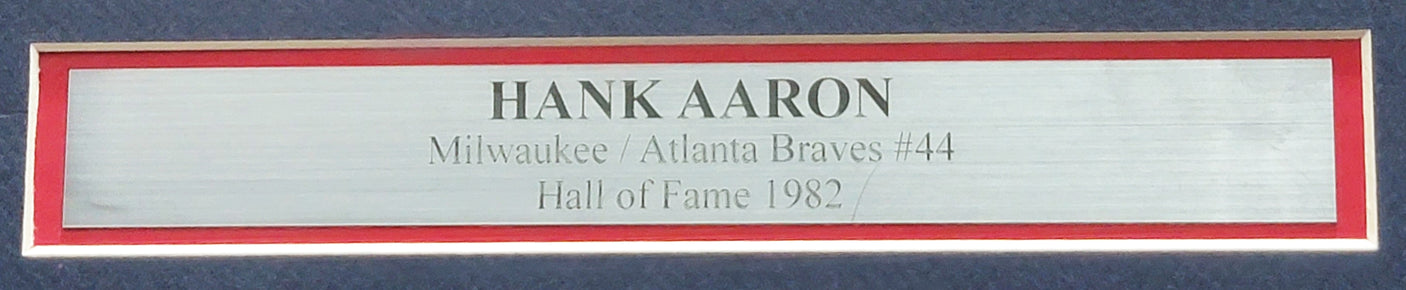 HANK AARON
Milwaukee / Atlanta Braves #44
Hall of Fame 1982